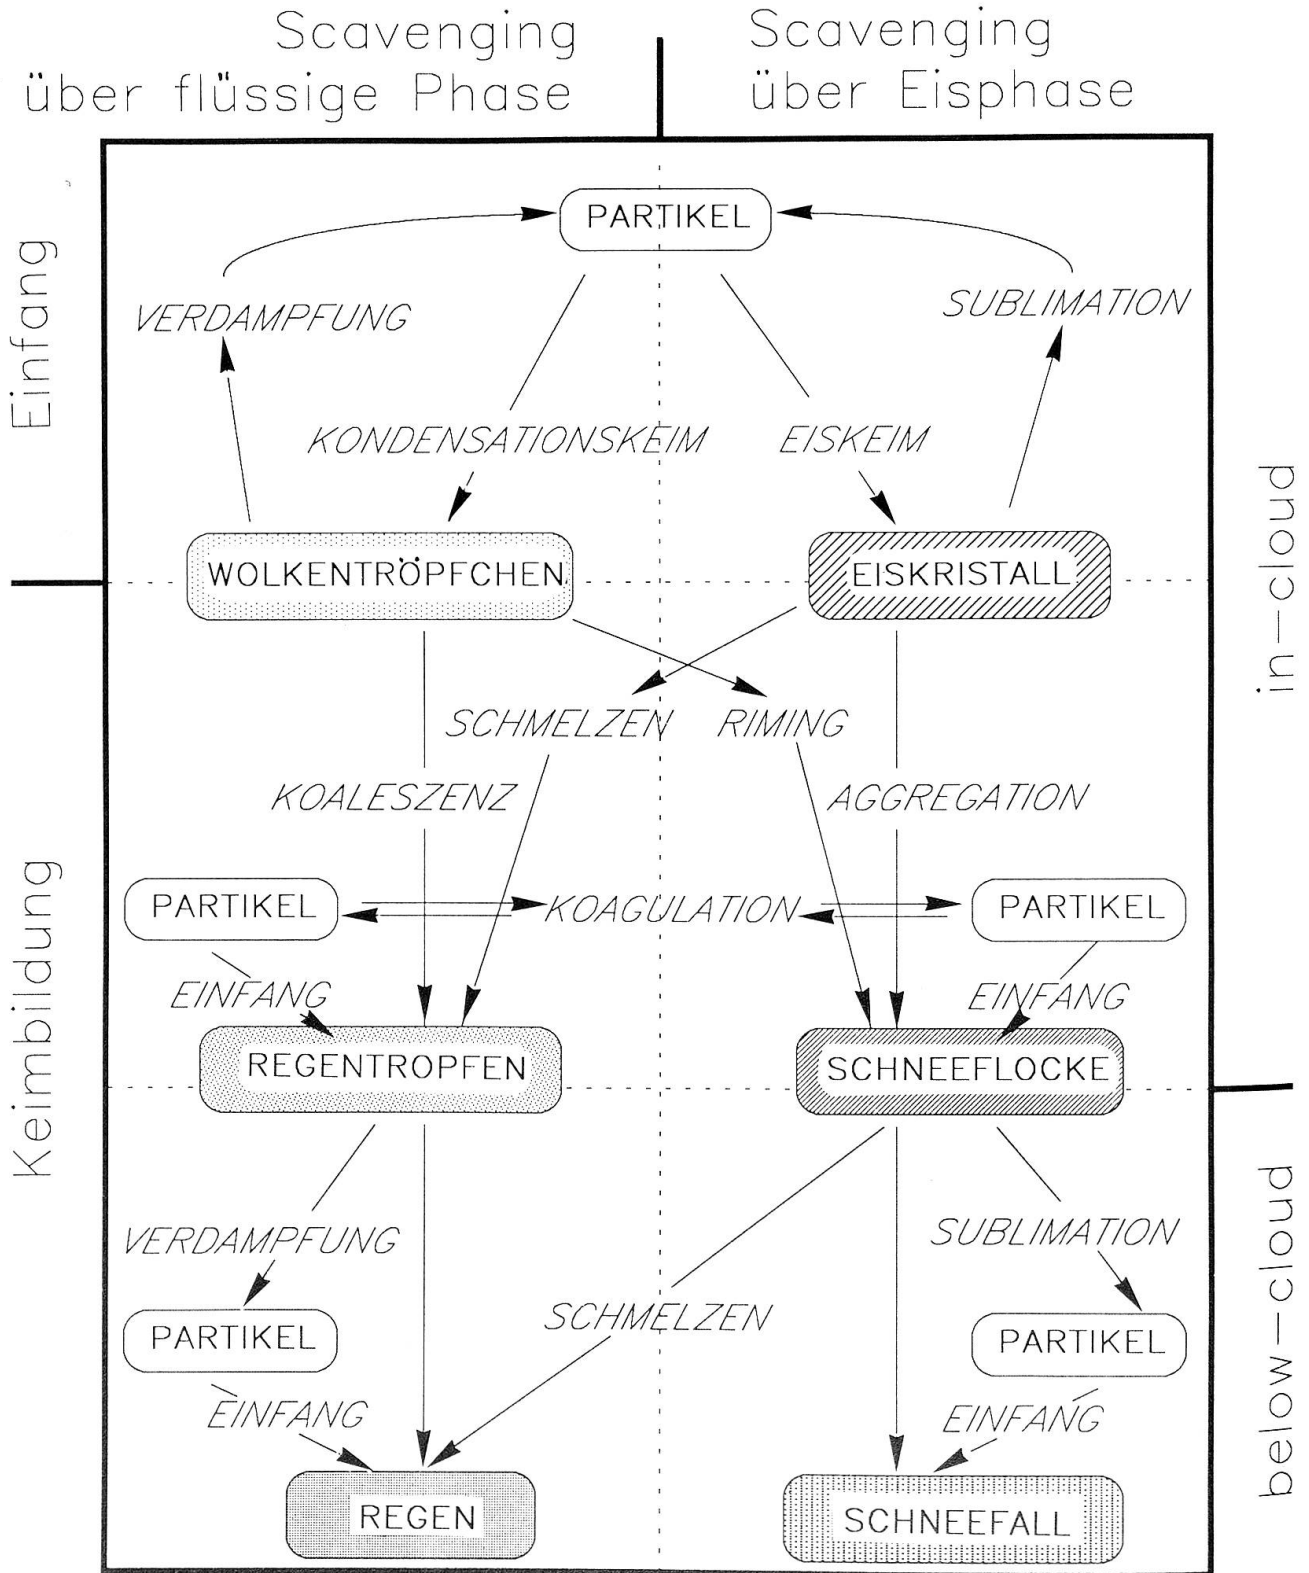 Scavenging
über flüssige Phase
Scavenging
über Eisphase
Einfang
Keimbildung
in-cloud
below-cloud
PARTIKEL
VERDAMPFUNG
SUBLIMATION
KONDENSATIONSKEIM
EISKEIM
WOLKENTRÖPFCHEN
EISKRISTALL
SCHMELZEN
RIMING
KOALESZENZ
AGGREGATION
PARTIKEL
KOAGULATION
PARTIKEL
EINFANG
EINFANG
REGENTROPFEN
SCHNEEFLOCKE
VERDAMPFUNG
SUBLIMATION
PARTIKEL
SCHMELZEN
PARTIKEL
EINFANG
EINFANG
REGEN
SCHNEEFALL